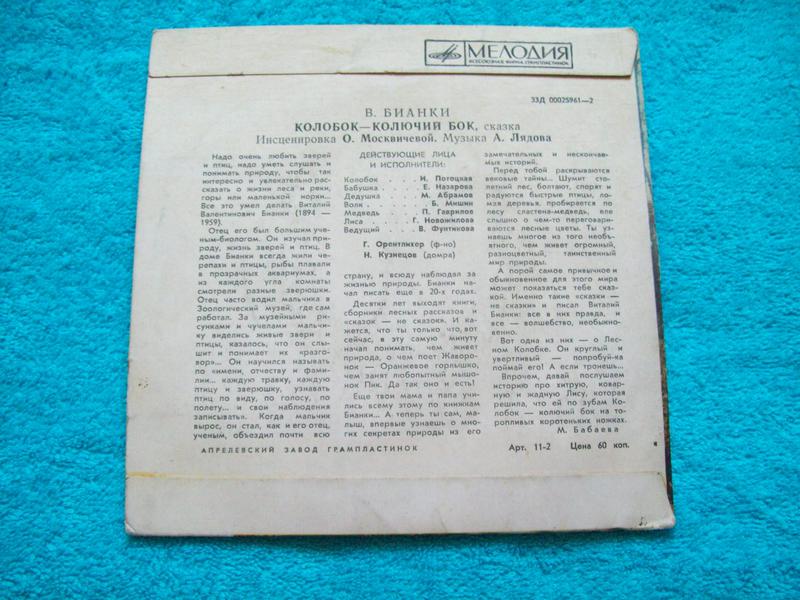 МЕЛОДИЯ
ВСЕСОЮЗНАЯ ФИРМА ГРАМПЛАСТИНОК
33Д 00025961—2
В. БИАНКИ
КОЛОБОК—КОЛЮЧИЙ БОК, сказка
Инсценировка О. Москвичевой. Музыка А. Лядова
Надо очень любить зверей
и птиц, надо уметь слушать и
понимать природу, чтобы так
интересно и увлекательно рас-
сказать о жизни леса и реки,
горы или маленькой норки...
Все это умел делать Виталий
Валентинович Бианки (1894 —
1959).
Отец его был большим уче-
ным-биологом. Он изучал при-
роду, жизнь зверей и птиц. В
доме Бианки всегда жили че-
репахи и птицы, рыбы плавали
в прозрачных аквариумах, а
из каждого угла комнаты
смотрели разные зверюшки.
Отец часто водил мальчика в
Зоологический музей, где сам
работал. За музейными ри-
сунками и чучелами мальчи-
ку виделись живые звери и
птицы, казалось, что он слы-
шит и понимает их «разго-
вор»... Он научился называть
по «имени, отчеству и фами-
лии... каждую травку, каждую
птицу и зверюшку, узнавать
птиц по виду, по голосу, по
полету... и свои наблюдения
записывать». Когда мальчик
вырос, он стал, как и его отец,
ученым, объездил почти всю
ДЕЙСТВУЮЩИЕ ЛИЦА
И ИСПОЛНИТЕЛИ:
Колобок . . . . Н. Потоцкая
Бабушка . . . . Е. Назарова
Дедушка . . . . М. Абрамов
Волк . . . . . Б. Мишин
Медведь . . . . П. Гаврилов
Лиса . . . . Г. Новожилова
Ведущий . . . В. Фунтикова
Г. Орентлихер (ф-но)
Н. Кузнецов (домра)
страну, и всюду наблюдал за
жизнью природы. Бианки на-
чал писать еще в 20-х годах.
Десятки лет выходят книги,
сборники лесных рассказов и
«сказок — не сказок». И ка-
жется, что ты только что, вот
сейчас, в эту самую минуту
начал понимать, чем живет
природа, о чем поет Жаворо-
нок — Оранжевое горлышко,
чем занят любопытный мышо-
нок Пик. Да так оно и есть!
Еще твои мама и папа учи-
лись всему этому по книжкам
Бианки... А теперь ты сам, ма-
лыш, впервые узнаешь о мно-
гих секретах природы из его
замечательных и нескончае-
мых историй.
Перед тобой раскрываются
вековые тайны... Шумит сто-
летний лес, болтают, спорят и
радуются быстрые птицы, ло-
мая деревья, пробирается по
лесу сластена-медведь, еле
слышно о чем-то переговари-
ваются лесные цветы. Ты уз-
наешь многое из того необъ-
ятного, чем живет огромный,
разноцветный, таинственный
мир природы.
А порой самое привычное и
обыкновенное для этого мира
может показаться тебе сказ-
кой. Именно такие «сказки —
не сказки» и писал Виталий
Бианки: все в них правда, и
все — волшебство, необыкно-
вение.
Вот одна из них — о Лес-
ном Колобке. Он круглый и
увертливый — попробуй-ка
поймай его! А если тронешь...
Впрочем, давай послушаем
историю про хитрую, ковар-
ную и жадную Лису, которая
решила, что ей по зубам Ко-
лобок — колючий бок на то-
ропливых коротеньких ножках.
М. Бабаева
АПРЕЛЕВСКИЙ ЗАВОД ГРАМПЛАСТИНОК
Арт. 11-2 Цена 60 коп.